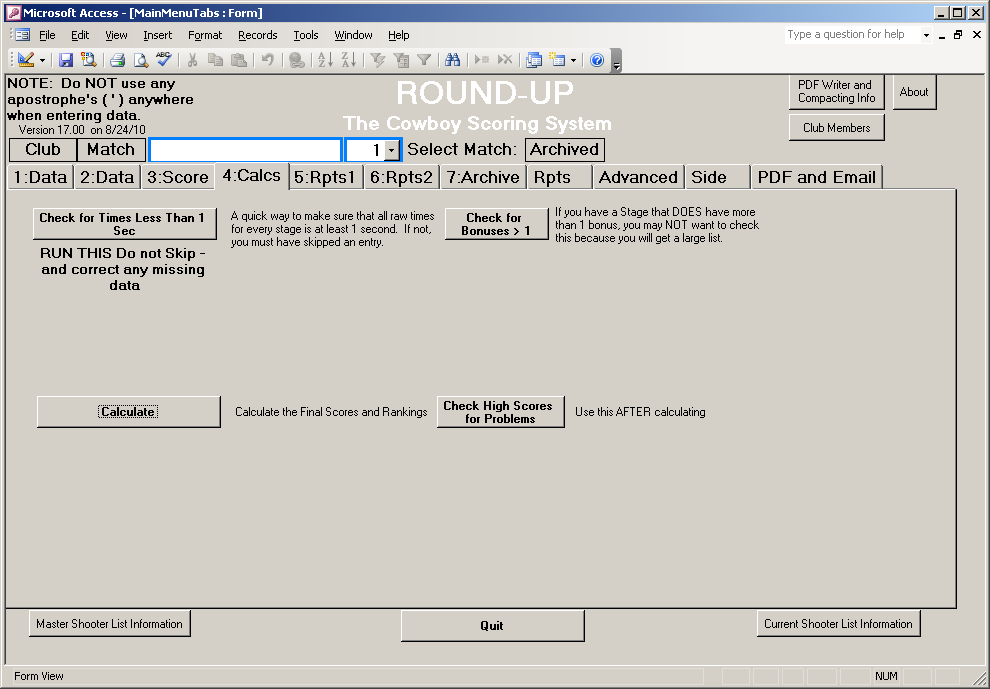 Microsoft Access - [MainMenuTabs : Form]
File Edit View Insert Format Records Tools Window Help
Type a question for help
NOTE: Do NOT use any
apostrophe's ( ' ) anywhere
when entering data.
Version 17.00 on 8/24/10
ROUND-UP
The Cowboy Scoring System
PDF Writer and
Compacting Info
About
Club Members
Club Match 1 Select Match: Archived
1:Data 2:Data 3:Score 4:Calcs 5:Rpts1 6:Rpts2 7:Archive Rpts Advanced Side PDF and Email
Check for Times Less Than 1
Sec
A quick way to make sure that all raw times
for every stage is at least 1 second. If not,
you must have skipped an entry.
Check for
Bonuses > 1
If you have a Stage that DOES have more
than 1 bonus, you may NOT want to check
this because you will get a large list.
RUN THIS Do not Skip -
and correct any missing
data
Calculate
Calculate the Final Scores and Rankings
Check High Scores
for Problems
Use this AFTER calculating
Master Shooter List Information
Quit
Current Shooter List Information
Form View
NUM